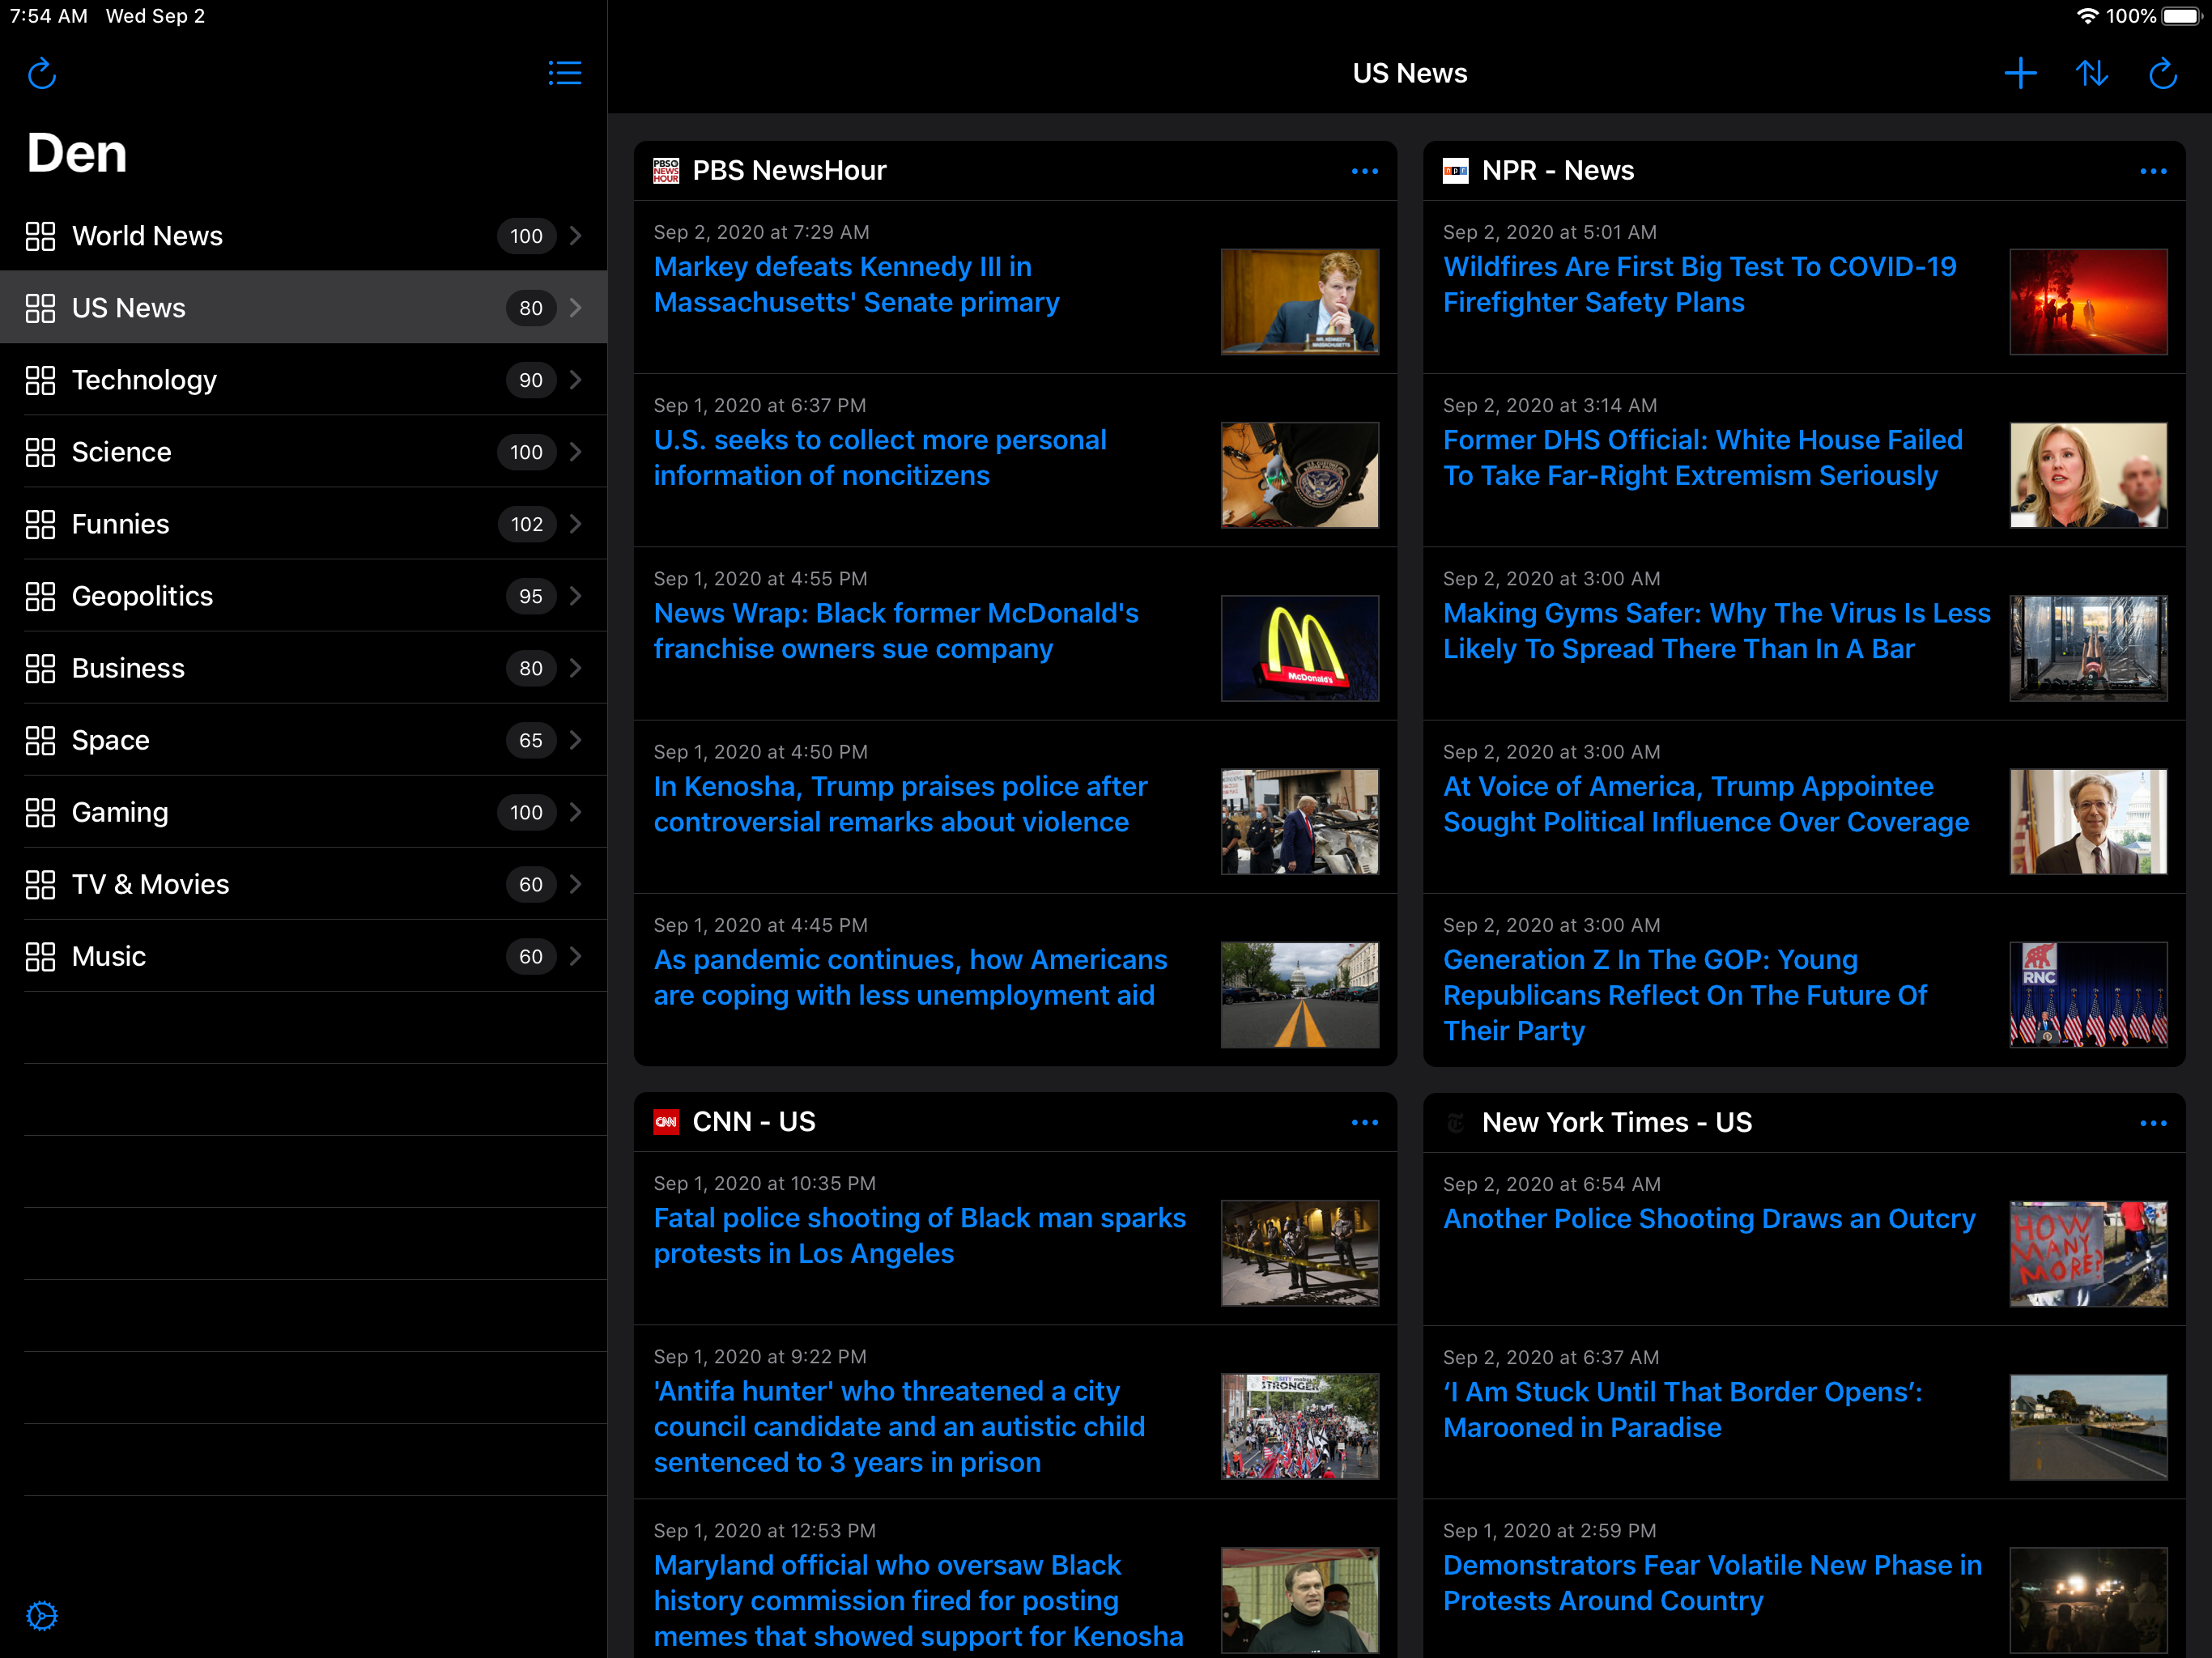 7:54 AM Wed Sep 2
100%
Den
World News 100
US News 80
Technology 90
Science 100
Funnies 102
Geopolitics 95
Business 80
Space 65
Gaming 100
TV & Movies 60
Music 60
US News
PBS NewsHour
Sep 2, 2020 at 7:29 AM
Markey defeats Kennedy III in
Massachusetts' Senate primary
MR. KENNEDY
MASSACHUSETTS
Sep 1, 2020 at 6:37 PM
U.S. seeks to collect more personal
information of noncitizens
Sep 1, 2020 at 4:55 PM
News Wrap: Black former McDonald's
franchise owners sue company
McDonald's
Sep 1, 2020 at 4:50 PM
In Kenosha, Trump praises police after
controversial remarks about violence
Sep 1, 2020 at 4:45 PM
As pandemic continues, how Americans
are coping with less unemployment aid
PBS
NEWS
HOUR
npr
NPR - News
Sep 2, 2020 at 5:01 AM
Wildfires Are First Big Test To COVID-19
Firefighter Safety Plans
Sep 2, 2020 at 3:14 AM
Former DHS Official: White House Failed
To Take Far-Right Extremism Seriously
Sep 2, 2020 at 3:00 AM
Making Gyms Safer: Why The Virus Is Less
Likely To Spread There Than In A Bar
Sep 2, 2020 at 3:00 AM
At Voice of America, Trump Appointee
Sought Political Influence Over Coverage
Sep 2, 2020 at 3:00 AM
Generation Z In The GOP: Young
Republicans Reflect On The Future Of
Their Party
RNC
CNN
CNN - US
Sep 1, 2020 at 10:35 PM
Fatal police shooting of Black man sparks
protests in Los Angeles
Sep 1, 2020 at 9:22 PM
'Antifa hunter' who threatened a city
council candidate and an autistic child
sentenced to 3 years in prison
STRONGER
Sep 1, 2020 at 12:53 PM
Maryland official who oversaw Black
history commission fired for posting
memes that showed support for Kenosha
New York Times - US
Sep 2, 2020 at 6:54 AM
Another Police Shooting Draws an Outcry
HOW
MANY
MORE?
Sep 2, 2020 at 6:37 AM
‘I Am Stuck Until That Border Opens’:
Marooned in Paradise
Sep 1, 2020 at 2:59 PM
Demonstrators Fear Volatile New Phase in
Protests Around Country